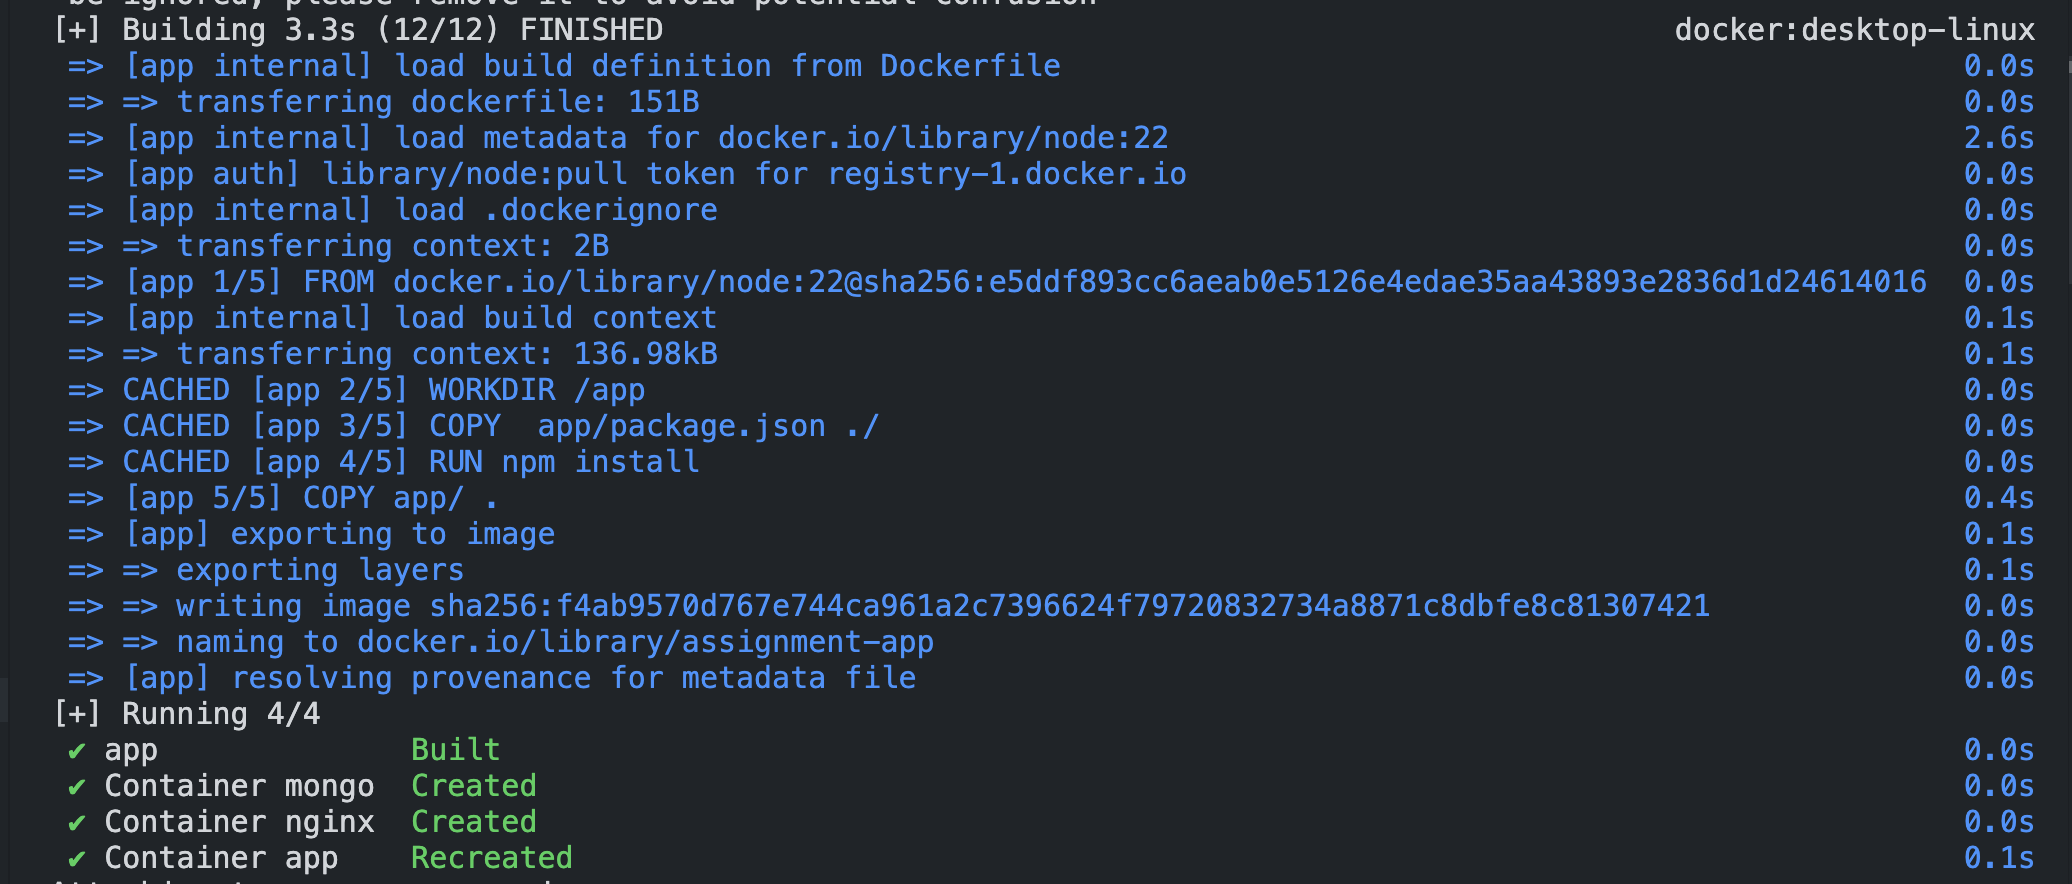 be ignored, please remove it to avoid potential confusion
[+] Building 3.3s (12/12) FINISHED docker:desktop-linux
=> [app internal] load build definition from Dockerfile 0.0s
=> => transferring dockerfile: 151B 0.0s
=> [app internal] load metadata for docker.io/library/node:22 2.6s
=> [app auth] library/node:pull token for registry-1.docker.io 0.0s
=> [app internal] load .dockerignore 0.0s
=> => transferring context: 2B 0.0s
=> [app 1/5] FROM docker.io/library/node:22@sha256:e5ddf893cc6aeab0e5126e4edae35aa43893e2836d1d24614016 0.0s
=> [app internal] load build context 0.1s
=> => transferring context: 136.98kB 0.1s
=> CACHED [app 2/5] WORKDIR /app 0.0s
=> CACHED [app 3/5] COPY  app/package.json ./ 0.0s
=> CACHED [app 4/5] RUN npm install 0.0s
=> [app 5/5] COPY app/ . 0.4s
=> [app] exporting to image 0.1s
=> => exporting layers 0.1s
=> => writing image sha256:f4ab9570d767e744ca961a2c7396624f79720832734a8871c8dbfe8c81307421 0.0s
=> => naming to docker.io/library/assignment-app 0.0s
=> [app] resolving provenance for metadata file 0.0s
[+] Running 4/4
✔ app Built 0.0s
✔ Container mongo Created 0.0s
✔ Container nginx Created 0.0s
✔ Container app Recreated 0.1s